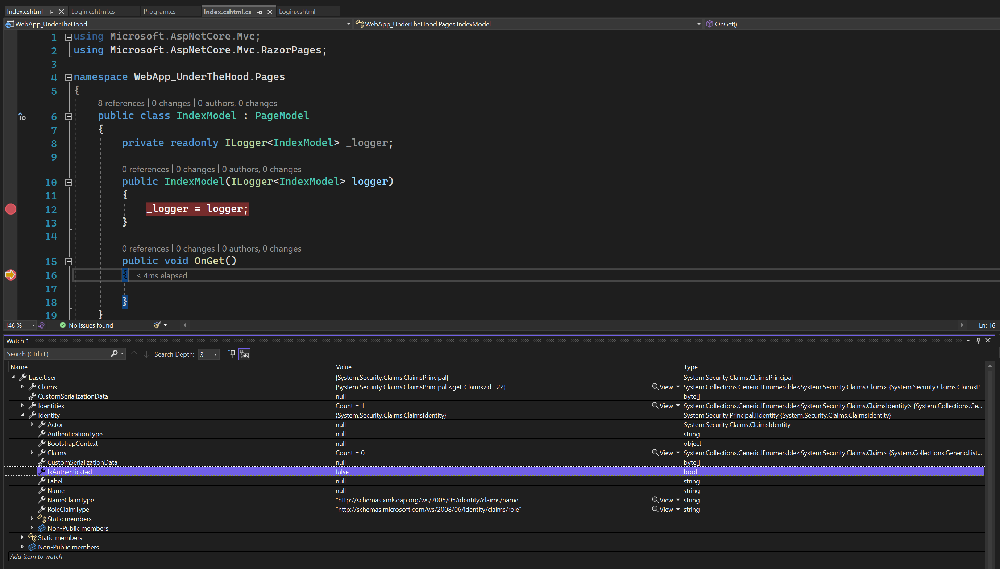 Index.cshtml Login.cshtml.cs Program.cs Index.cshtml.cs Login.cshtml
WebApp_UnderTheHood WebApp_UnderTheHood.Pages.IndexModel OnGet()
1 using Microsoft.AspNetCore.Mvc;
2 using Microsoft.AspNetCore.Mvc.RazorPages;
3
4 namespace WebApp_UnderTheHood.Pages
5 {
8 references | 0 changes | 0 authors, 0 changes
6 public class IndexModel : PageModel
7 {
8 private readonly ILogger<IndexModel> _logger;
9
0 references | 0 changes | 0 authors, 0 changes
10 public IndexModel(ILogger<IndexModel> logger)
11 {
12 _logger = logger;
13 }
14
0 references | 0 changes | 0 authors, 0 changes
15 public void OnGet()
16 { ≤ 4ms elapsed
17
18 }
19 }
146 % No issues found Ln: 16
Watch 1
Search (Ctrl+E) Search Depth: 3
Name Value Type
base.User {System.Security.Claims.ClaimsPrincipal} System.Security.Claims.ClaimsPrincipal
Claims {System.Security.Claims.ClaimsPrincipal.<get_Claims>d__22} View System.Collections.Generic.IEnumerable<System.Security.Claims.Claim> {System.Security.Claims.ClaimsP...
CustomSerializationData null byte[]
Identities Count = 1 View System.Collections.Generic.IEnumerable<System.Security.Claims.ClaimsIdentity> {System.Collections.Ge...
Identity {System.Security.Claims.ClaimsIdentity} System.Security.Principal.IIdentity {System.Security.Claims.ClaimsIdentity}
Actor null System.Security.Claims.ClaimsIdentity
AuthenticationType null string
BootstrapContext null object
Claims Count = 0 View System.Collections.Generic.IEnumerable<System.Security.Claims.Claim> {System.Collections.Generic.List...
CustomSerializationData null byte[]
IsAuthenticated false bool
Label null string
Name null string
NameClaimType "http://schemas.xmlsoap.org/ws/2005/05/identity/claims/name" View string
RoleClaimType "http://schemas.microsoft.com/ws/2008/06/identity/claims/role" View string
Static members
Non-Public members
Static members
Non-Public members
Add item to watch